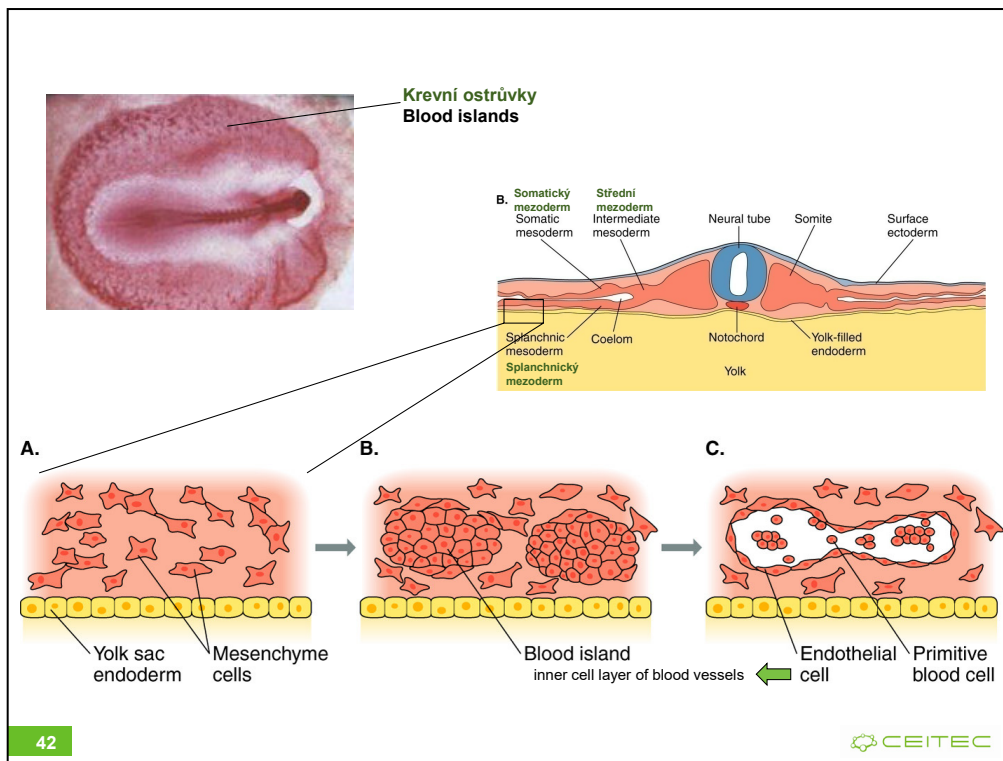 Krevní ostrůvky
Blood islands
B.
Somatický
mezoderm
Somatic
mesoderm
Střední
mezoderm
Intermediate
mesoderm
Neural tube
Somite
Surface
ectoderm
Splanchnic
mesoderm
Splanchnický
mezoderm
Coelom
Notochord
Yolk-filled
endoderm
Yolk
A.
B.
C.
Yolk sac
endoderm
Mesenchyme
cells
Blood island
inner cell layer of blood vessels
Endothelial
cell
Primitive
blood cell
42
CEITEC